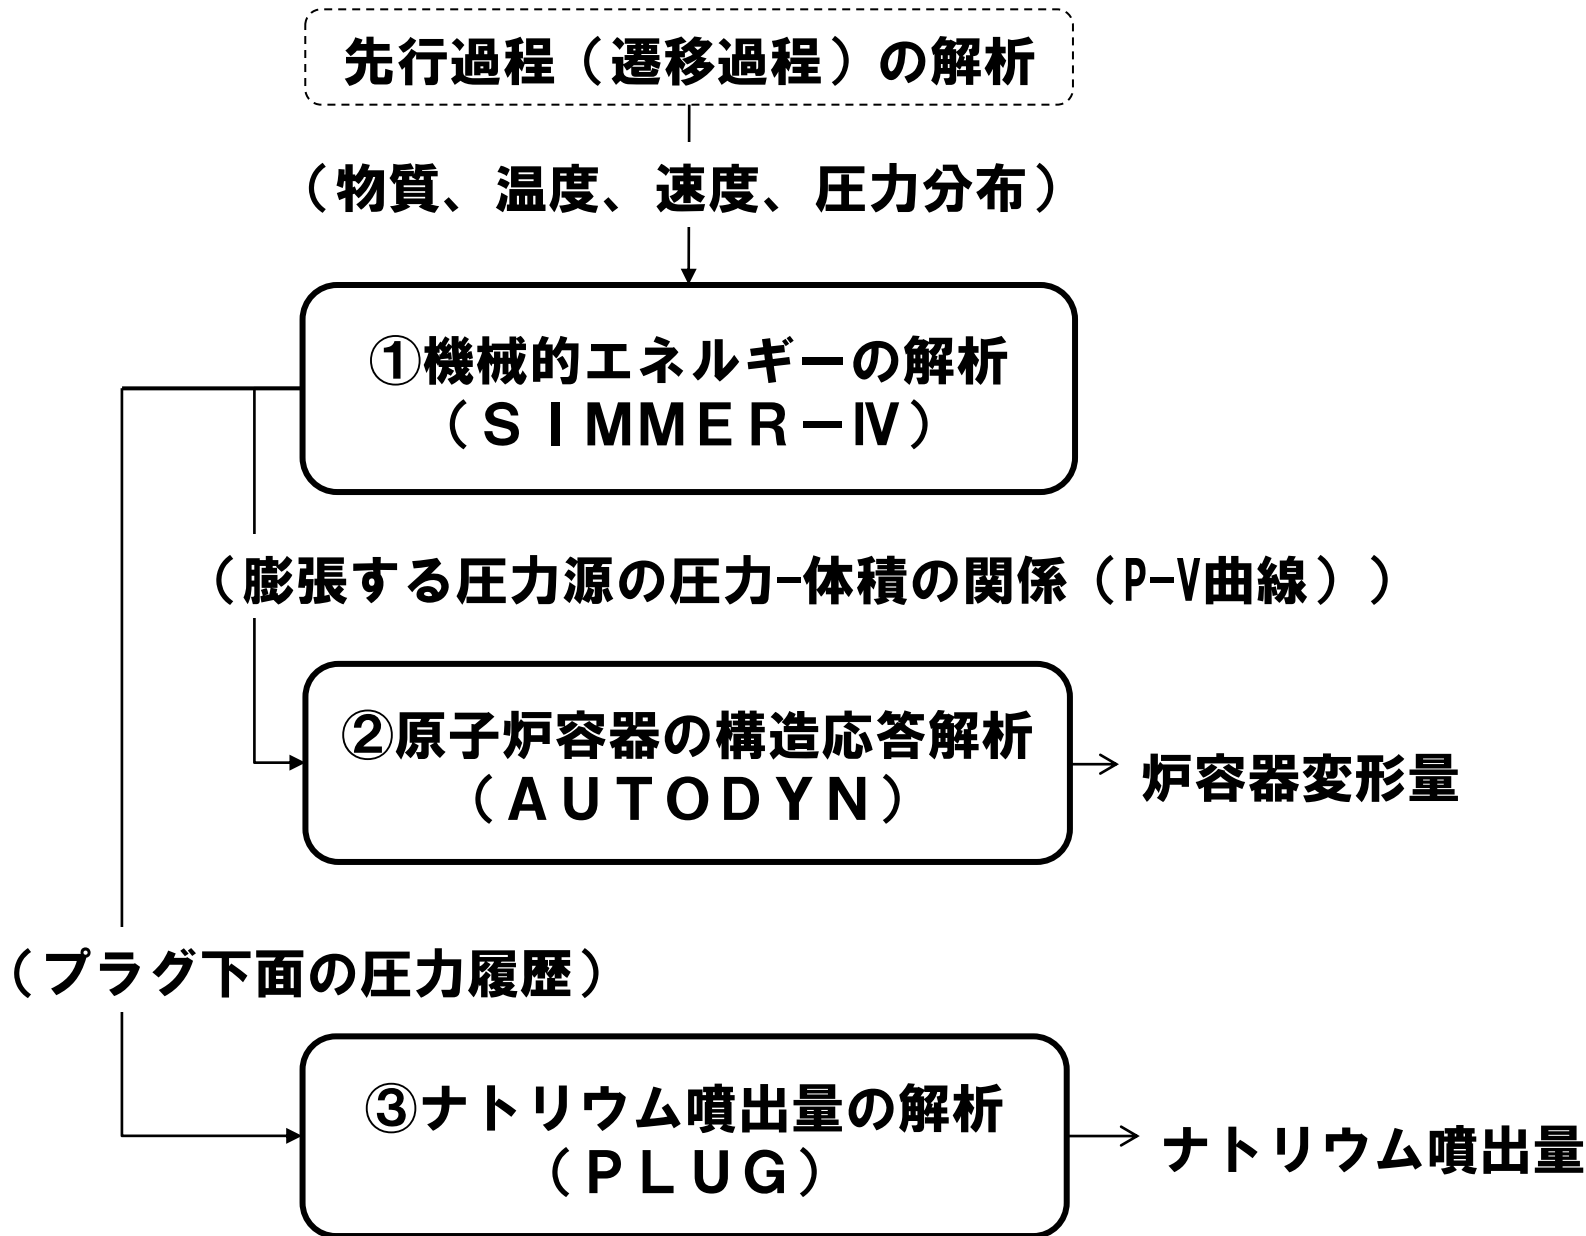 先行過程（遷移過程）の解析
（物質、温度、速度、圧力分布）
①機械的エネルギーの解析
（ＳＩＭＭＥＲ－Ⅳ）
（膨張する圧力源の圧力-体積の関係（P-V曲線））
②原子炉容器の構造応答解析
（ＡＵＴＯＤＹＮ）
炉容器変形量
（プラグ下面の圧力履歴）
③ナトリウム噴出量の解析
（ＰＬＵＧ）
ナトリウム噴出量